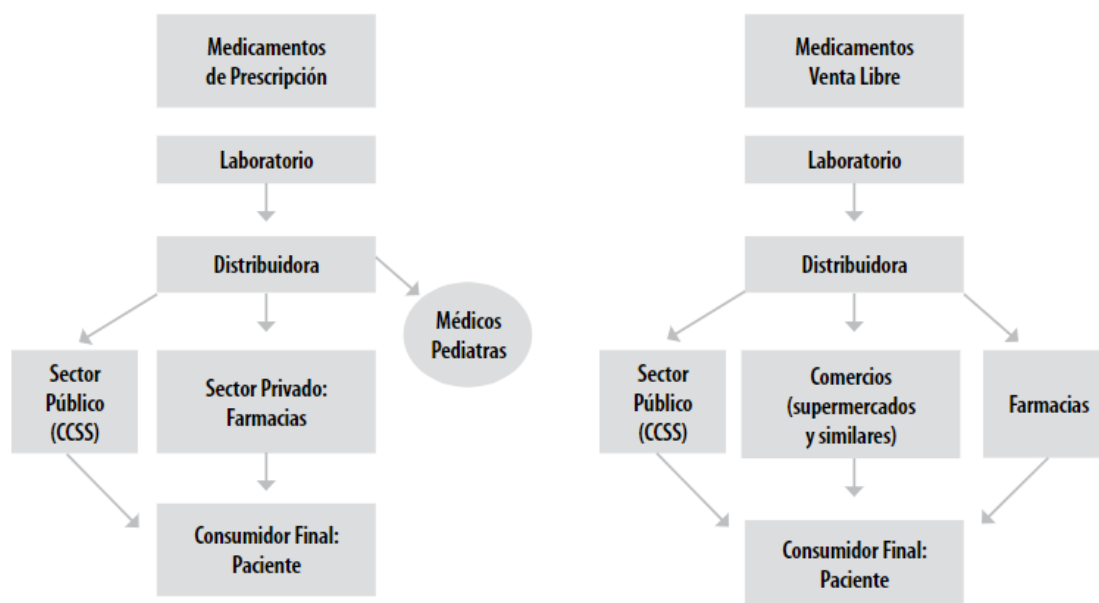 Medicamentos
de Prescripción
Laboratorio
Distribuidora
Médicos
Pediatras
Sector
Público
(CCSS)
Sector Privado:
Farmacias
Consumidor Final:
Paciente
Medicamentos
Venta Libre
Laboratorio
Distribuidora
Sector
Público
(CCSS)
Comercios
(supermercados
y similares)
Farmacias
Consumidor Final:
Paciente